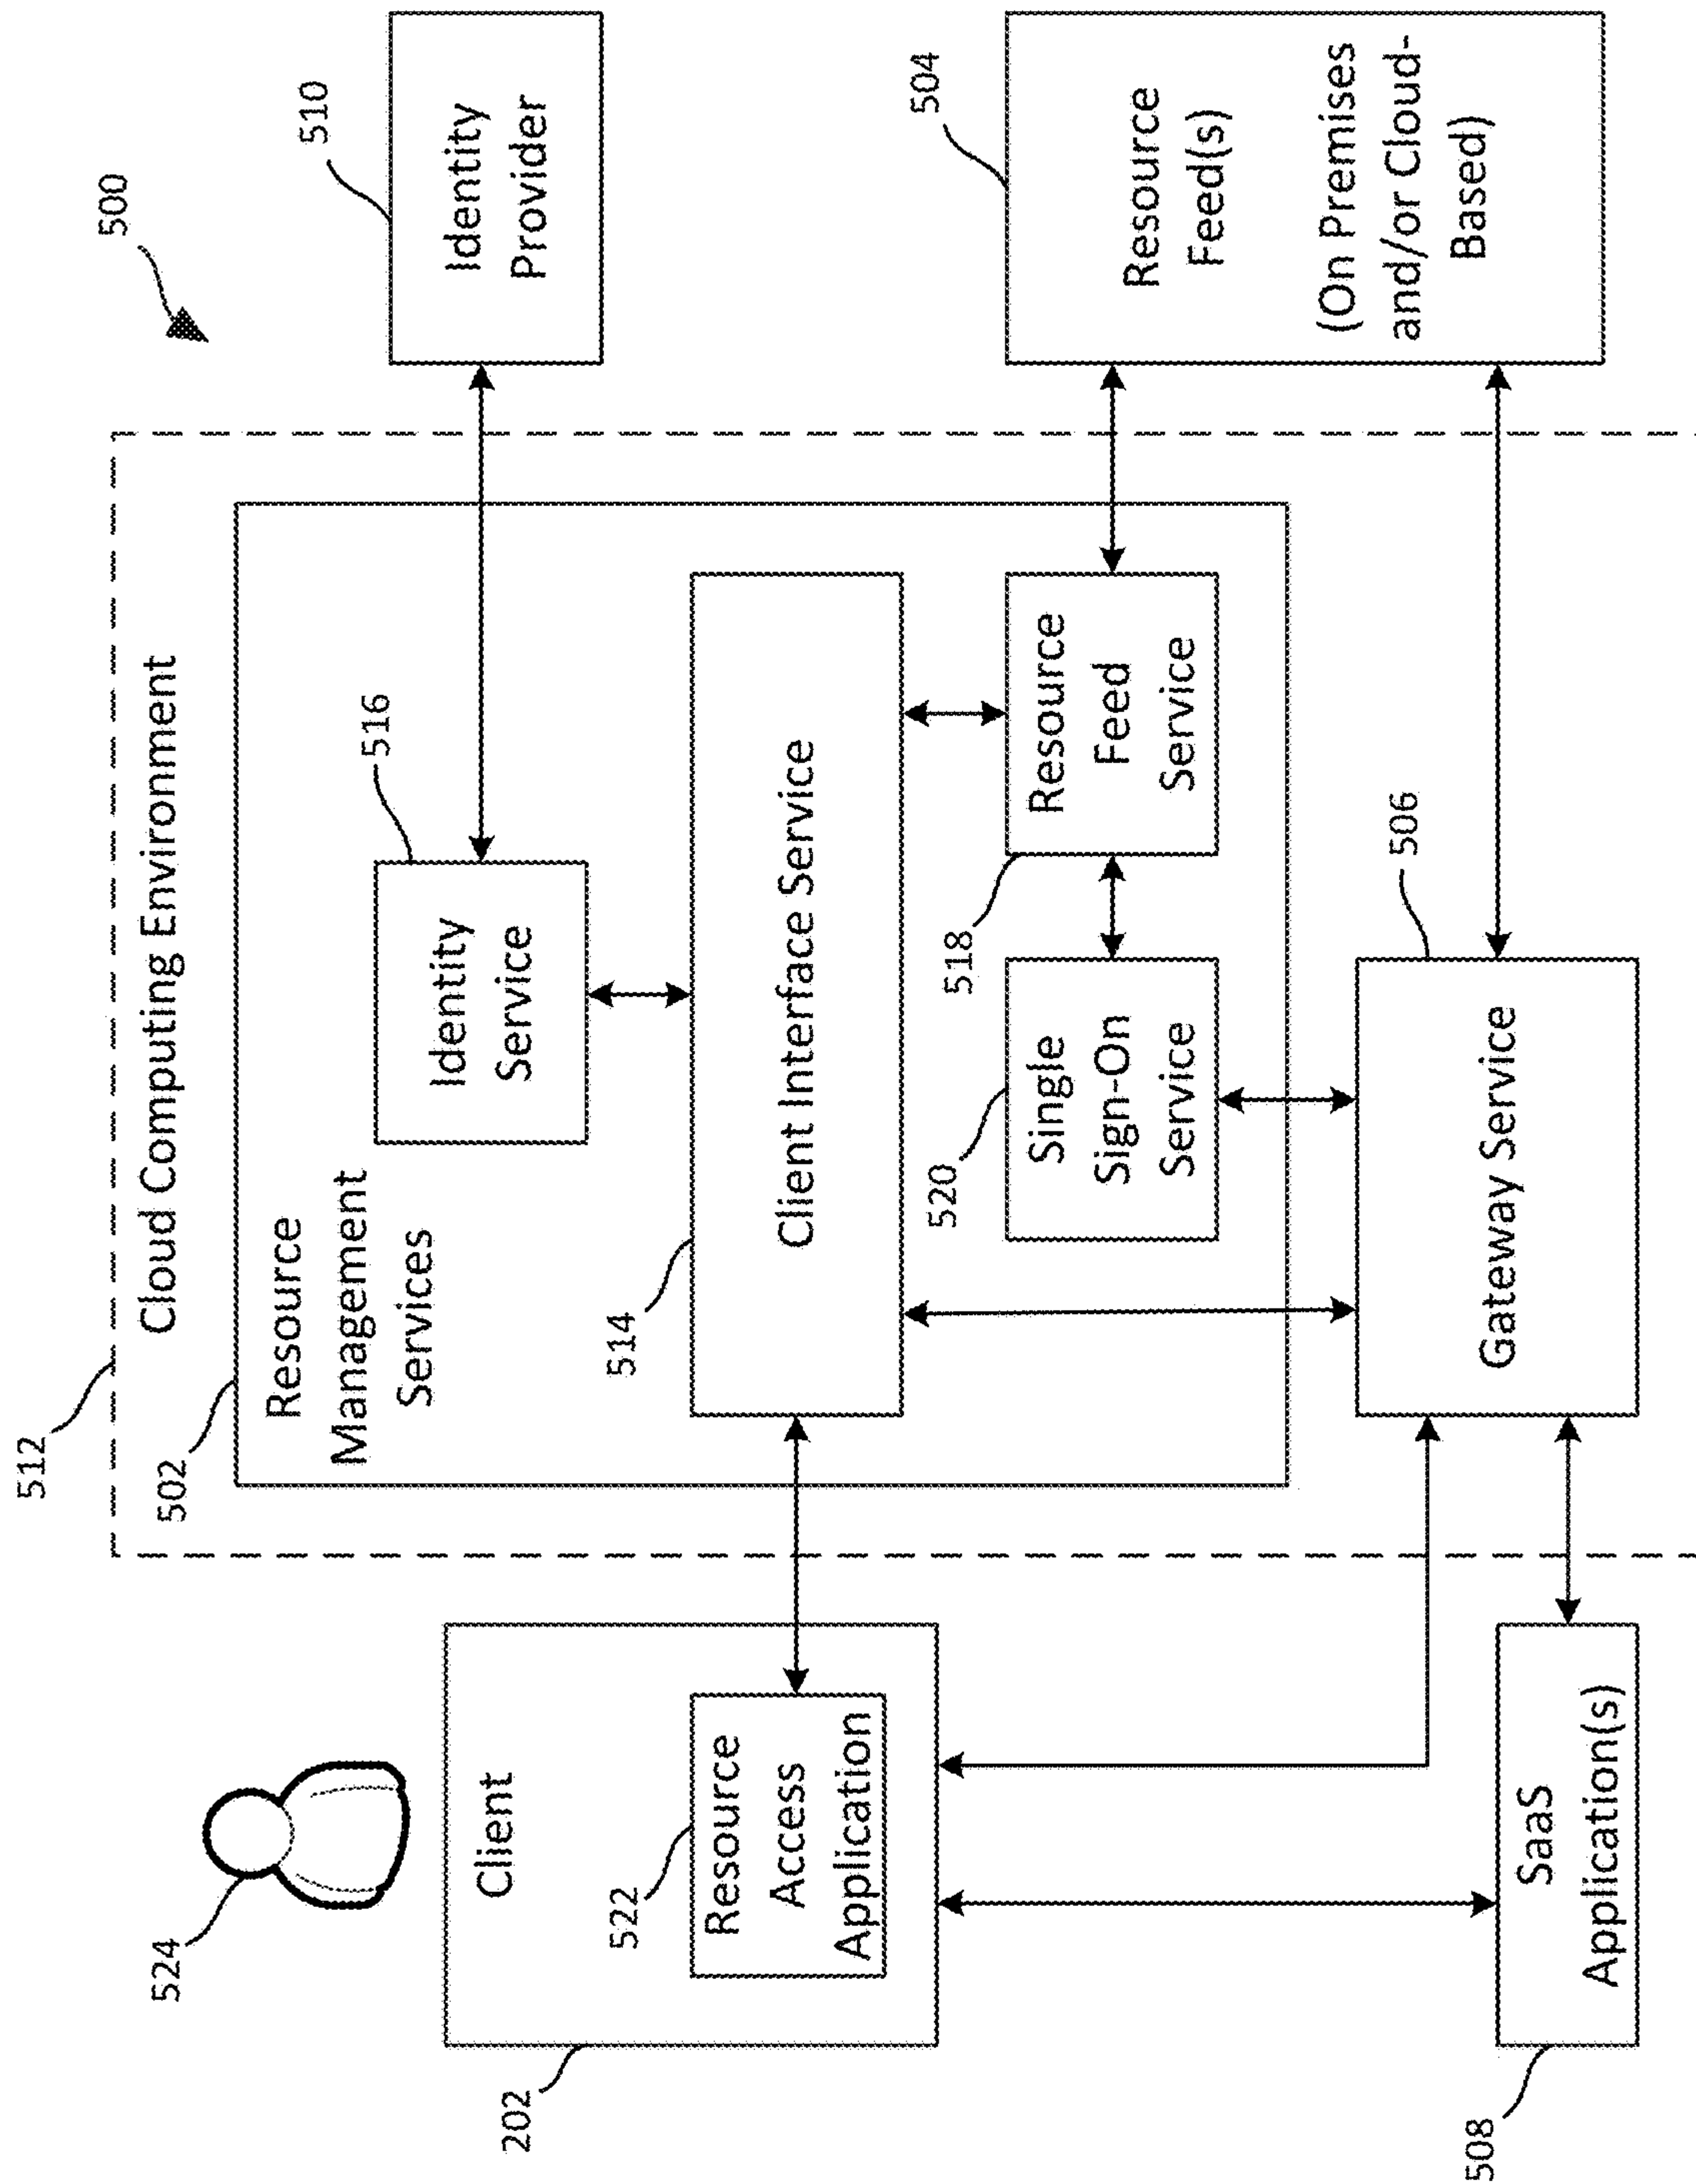 500
512
Cloud Computing Environment
502
Resource
Management
Services
524
Client
202
522
Resource
Access
Application
516
Identity
Service
510
Identity
Provider
514
Client Interface Service
520
Single
Sign-On
Service
518
Resource
Feed
Service
504
Resource
Feed(s)
(On Premises
and/or Cloud-
Based)
508
SaaS
Application(s)
506
Gateway Service